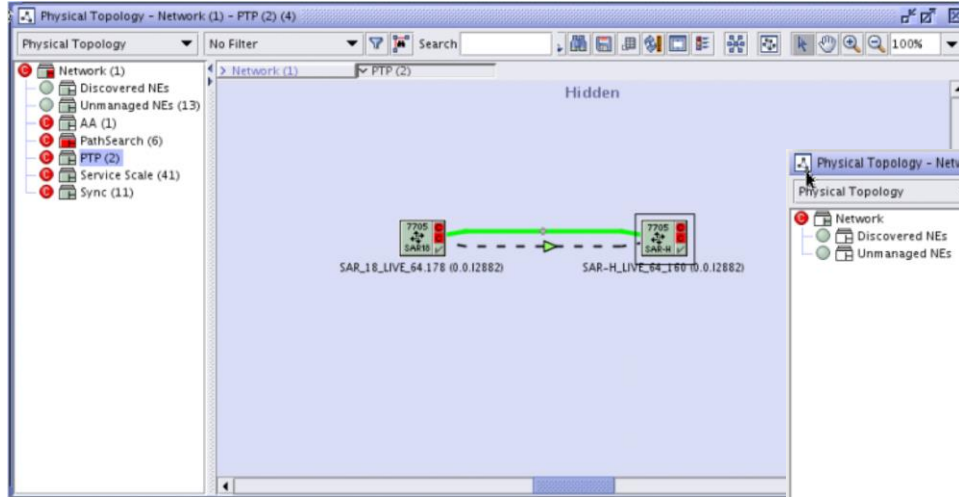 Physical Topology - Network (1) - PTP (2) (4)
Physical Topology
No Filter
Search
100%
Network (1)
Discovered NEs
Unmanaged NEs (13)
AA (1)
PathSearch (6)
PTP (2)
Service Scale (41)
Sync (11)
> Network (1)
PTP (2)
Hidden
7705
SAR18
SAR_18_LIVE_64.178 (0.0.12882)
7705
SAR-H
SAR-H_LIVE_64_160 (0.0.12882)
Physical Topology - Netw
Physical Topology
Network
Discovered NEs
Unmanaged NEs